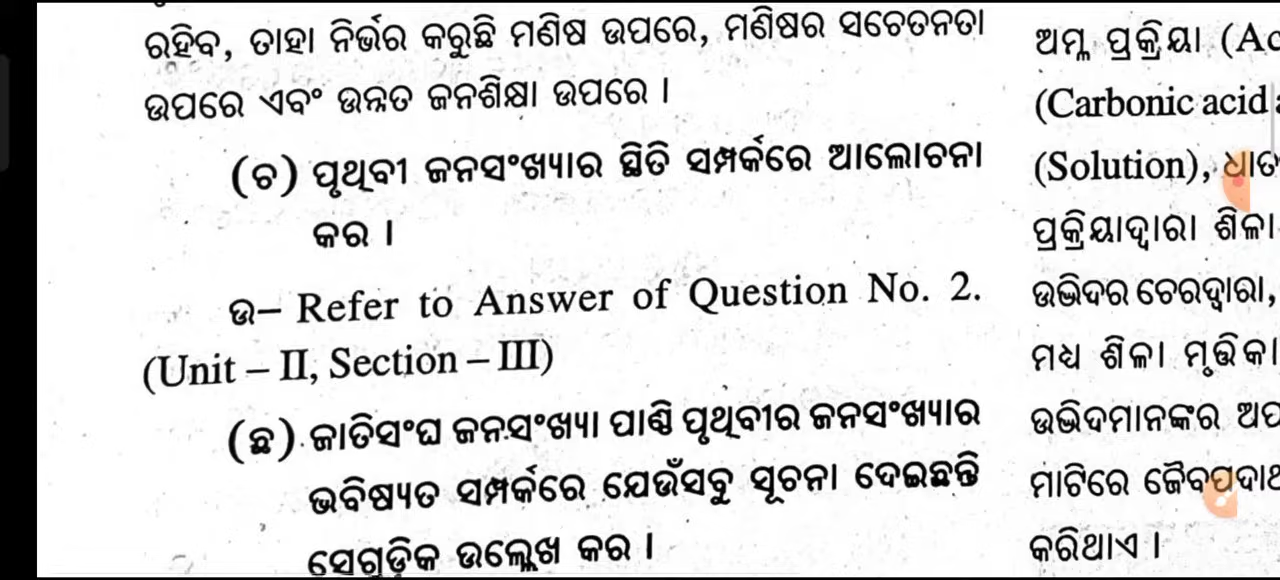 ରହିବ, ତାହା ନିର୍ଭର କରୁଛି ମଣିଷ ଉପରେ, ମଣିଷର ସଚେତନତା
ଉପରେ ଏବଂ ଉନ୍ନତ ଜନଶିକ୍ଷା ଉପରେ ।
(ଚ) ପୃଥିବୀ ଜନସଂଖ୍ୟାର ସ୍ଥିତି ସମ୍ପର୍କରେ ଆଲୋଚନା
କର ।
ଉ– Refer to Answer of Question No. 2.
(Unit – II, Section – III)
(ଛ) ଜାତିସଂଘ ଜନସଂଖ୍ୟା ପାଣ୍ଠି ପୃଥିବୀର ଜନସଂଖ୍ୟାର
ଭବିଷ୍ୟତ ସମ୍ପର୍କରେ ଯେଉଁସବୁ ସୂଚନା ଦେଇଛନ୍ତି
ସେଗୁଡ଼ିକ ଉଲ୍ଲେଖ କର ।
ଅମ୍ଳ ପ୍ରକ୍ରିୟା (Ac
(Carbonic acid
(Solution), ଧାତ
ପ୍ରକ୍ରିୟାଦ୍ୱାରା ଶିଳା
ଉଦ୍ଭିଦର ଚେରଦ୍ୱାରା,
ମଧ୍ୟ ଶିଳା ମୃତ୍ତିକା
ଉଦ୍ଭିଦମାନଙ୍କର ଅପ
ମାଟିରେ ଜୈବପଦାଥ
କରିଥାଏ ।